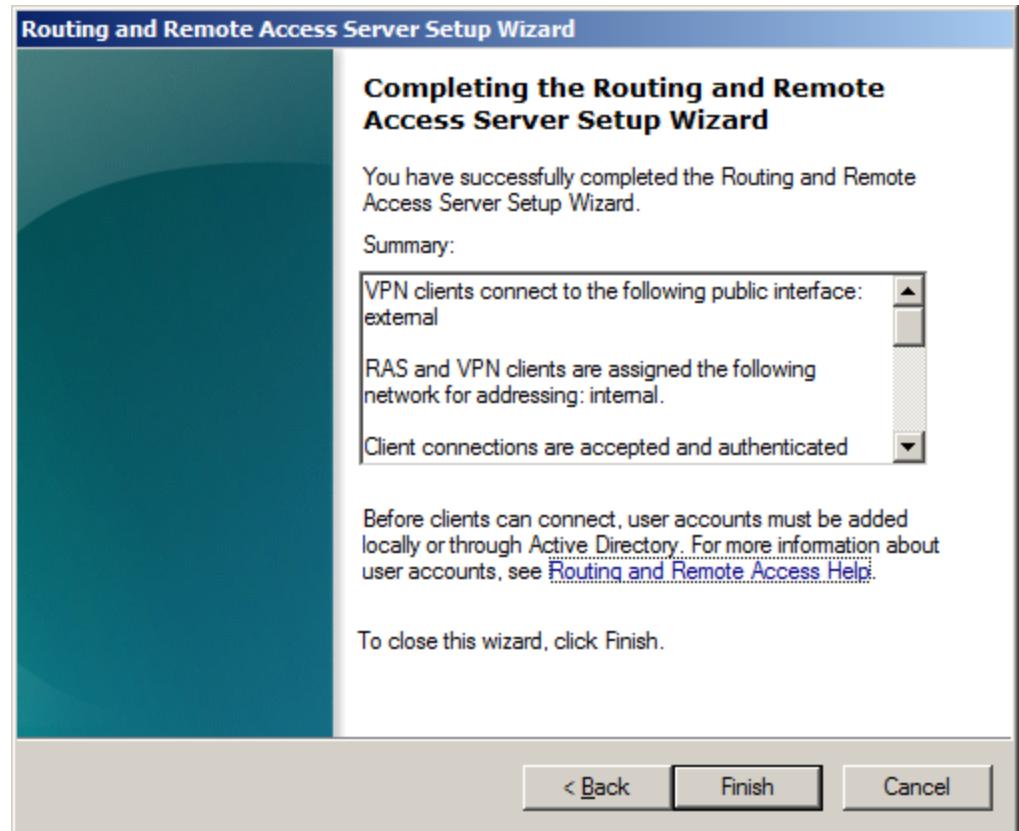 Routing and Remote Access Server Setup Wizard
Completing the Routing and Remote
Access Server Setup Wizard
You have successfully completed the Routing and Remote
Access Server Setup Wizard.
Summary:
VPN clients connect to the following public interface:
external
RAS and VPN clients are assigned the following
network for addressing: internal.
Client connections are accepted and authenticated
Before clients can connect, user accounts must be added
locally or through Active Directory. For more information about
user accounts, see Routing and Remote Access Help.
To close this wizard, click Finish.
< Back
Finish
Cancel